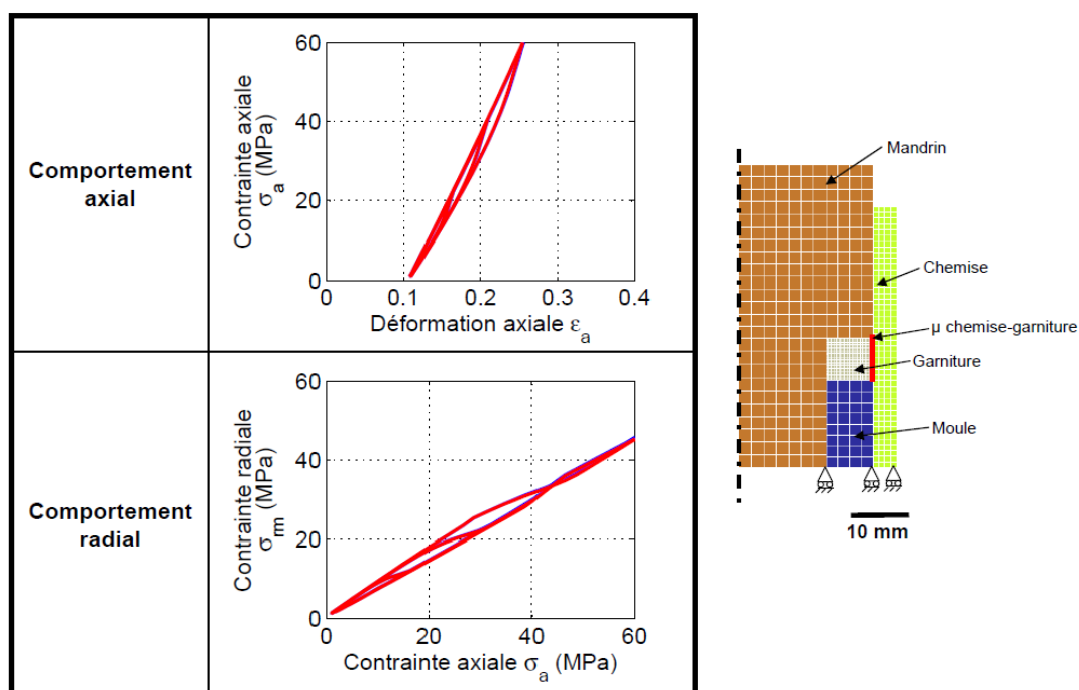 Comportement
axial
Contrainte axiale
σa (MPa)
60
40
20
0
0
0.1
0.2
0.3
0.4
Déformation axiale εa
Comportement
radial
Contrainte radiale
σrm (MPa)
60
40
20
0
0
20
40
60
Contrainte axiale σa (MPa)
Mandrin
Chemise
µ chemise-garniture
Garniture
Moule
10 mm